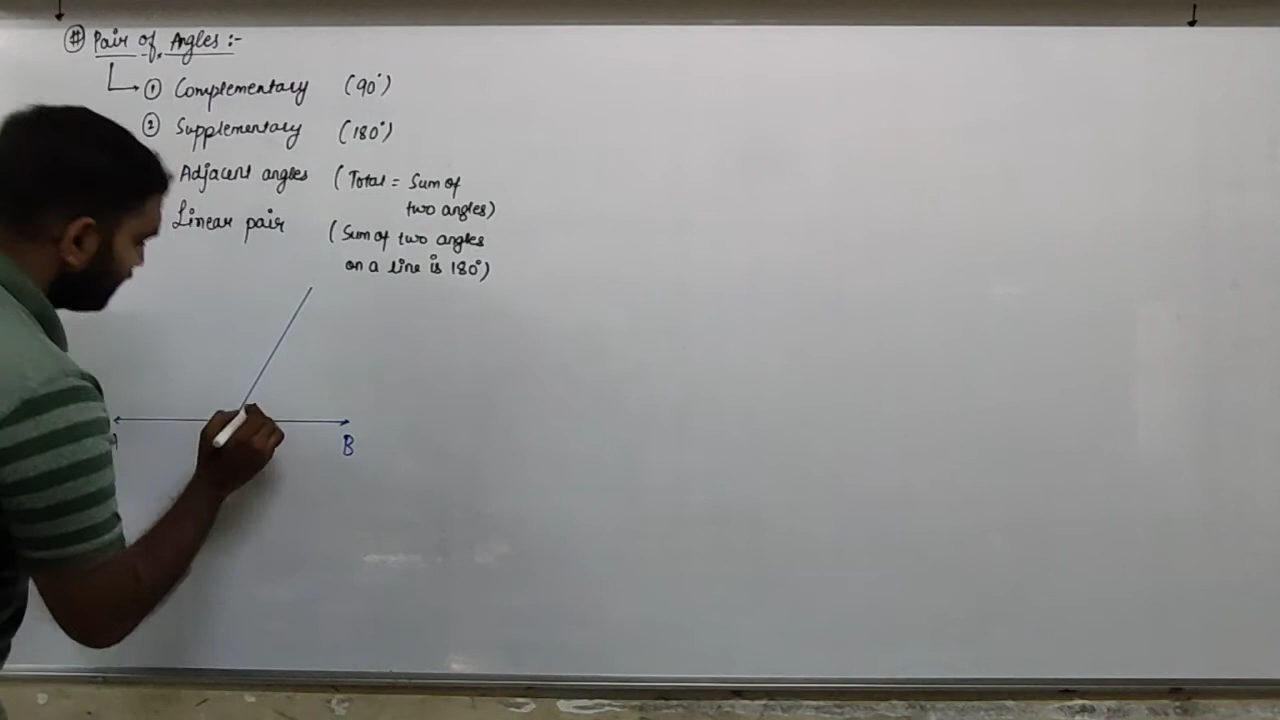 # Pair of Angles :-
① Complementary (90°)
② Supplementary (180°)
Adjacent angles (Total = Sum of
two angles)
Linear pair (Sum of two angles
on a line is 180°)
A B